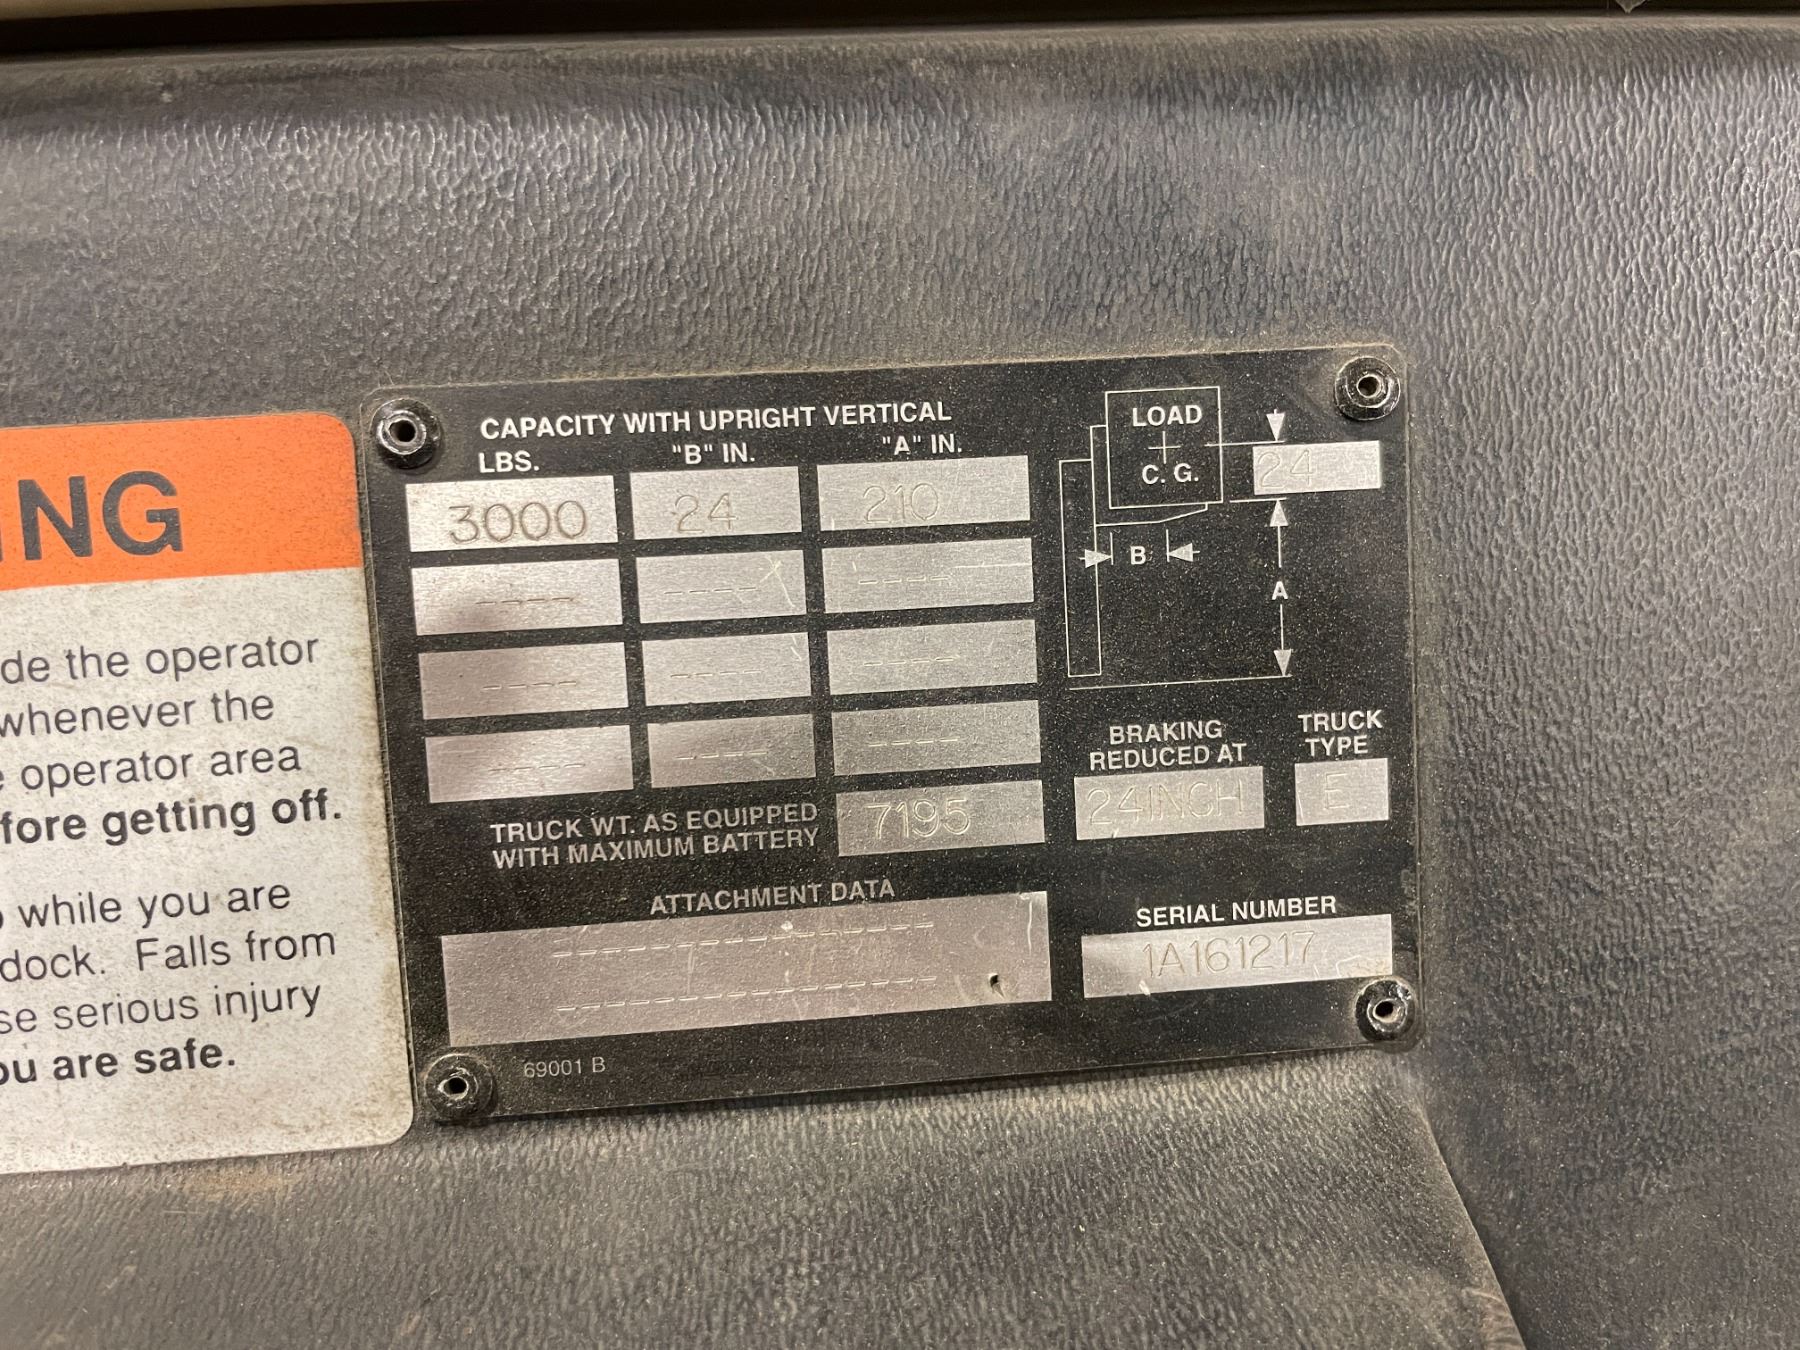 ING
de the operator
whenever the
operator area
fore getting off.
while you are
dock. Falls from
se serious injury
ou are safe.
CAPACITY WITH UPRIGHT VERTICAL
LBS. "B" IN. "A" IN.
3000 24 210
---- ---- ----
---- ---- ----
---- ---- ----
TRUCK WT. AS EQUIPPED
WITH MAXIMUM BATTERY
7195
ATTACHMENT DATA
----------------
----------------
69001 B
LOAD
C. G.
24
B
A
BRAKING
REDUCED AT
24INCH
TRUCK
TYPE
E
SERIAL NUMBER
1A161217